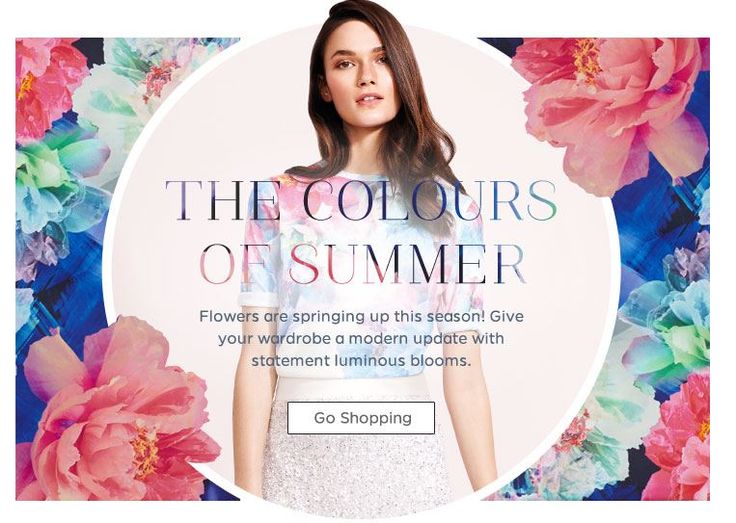 THE COLOURS
OF SUMMER
Flowers are springing up this season! Give
your wardrobe a modern update with
statement luminous blooms.
Go Shopping